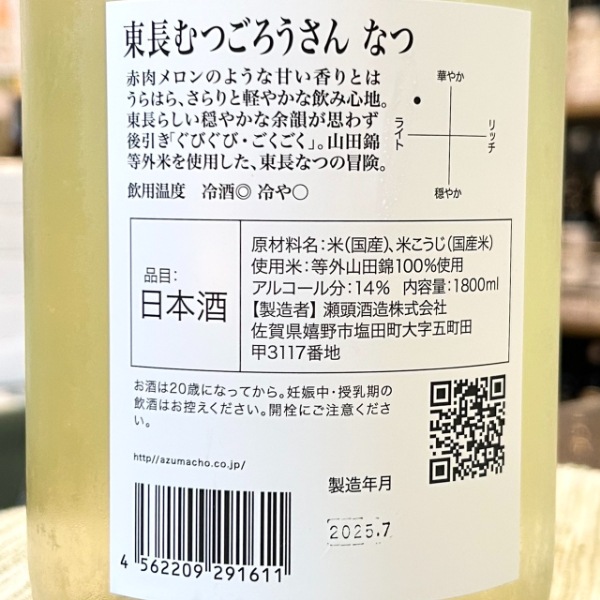 東長むつごろうさん なつ
赤肉メロンのような甘い香りとは
うらはら、さらりと軽やかな飲み心地。
東長らしい穏やかな余韻が思わず
後引き「ぐびぐび・ごくごく」。山田錦
等外米を使用した、東長なつの冒険。
飲用温度 冷酒◎ 冷や○
華やか
ライト
リッチ
穏やか
品目:
日本酒
原材料名:米(国産)、米こうじ(国産米)
使用米:等外山田錦100%使用
アルコール分:14% 内容量:1800ml
【製造者】瀬頭酒造株式会社
佐賀県嬉野市塩田町大字五町田
甲3117番地
お酒は20歳になってから。妊娠中・授乳期の
飲酒はお控えください。開栓にご注意くださ
い。
http://azumacho.co.jp/
製造年月
2025.7
4 562209 291611